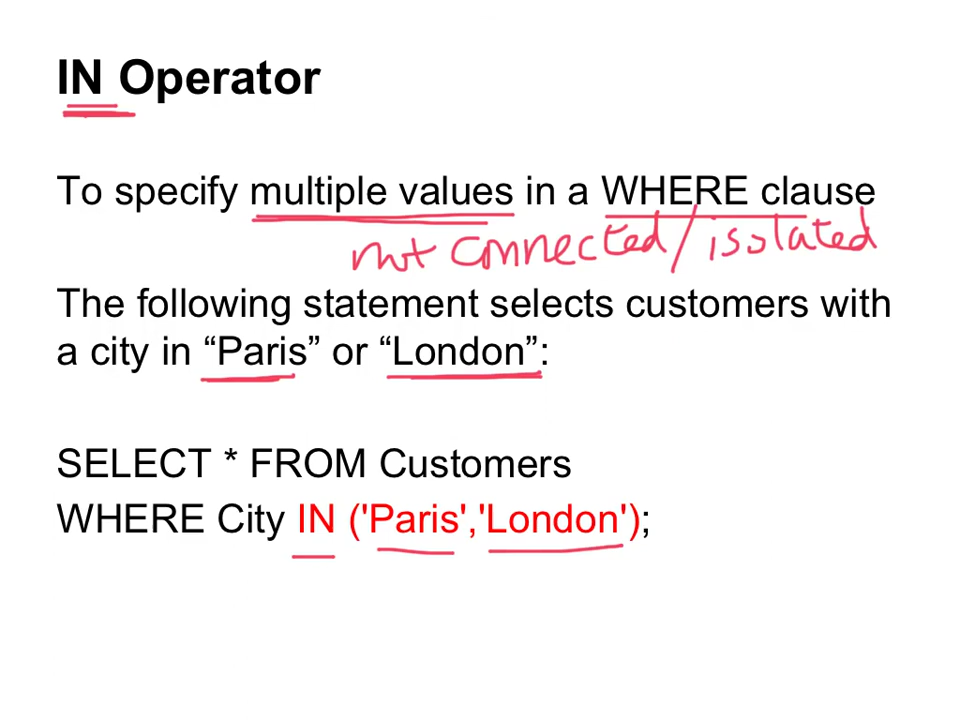 IN Operator
To specify multiple values in a WHERE clause
not connected/isolated
The following statement selects customers with
a city in “Paris” or “London”:
SELECT * FROM Customers
WHERE City IN ('Paris','London');